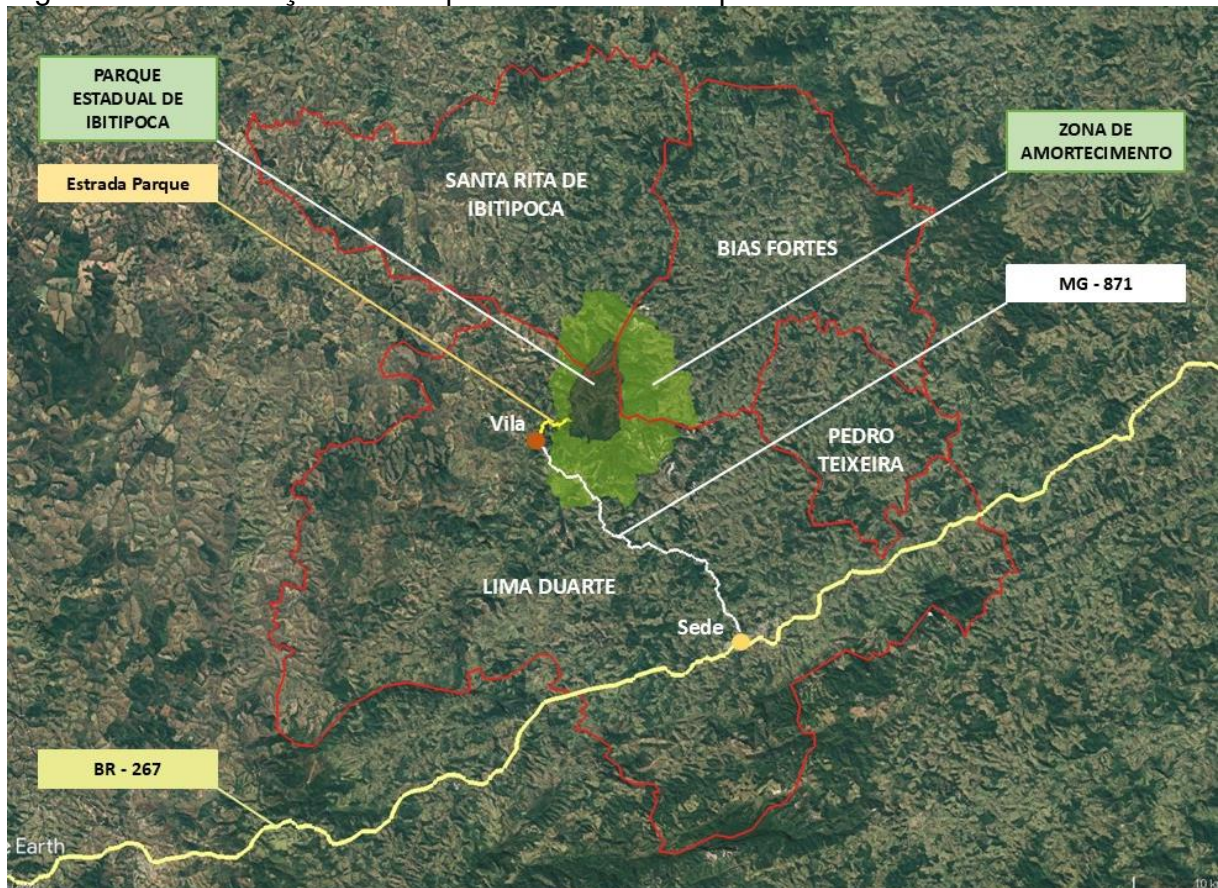 PARQUE
ESTADUAL DE
IBITIPOCA
ZONA DE
AMORTECIMENTO
Estrada Parque
SANTA RITA DE
IBITIPOCA
BIAS FORTES
MG - 871
Vila
PEDRO
TEIXEIRA
LIMA DUARTE
Sede
BR - 267
Earth
10 k